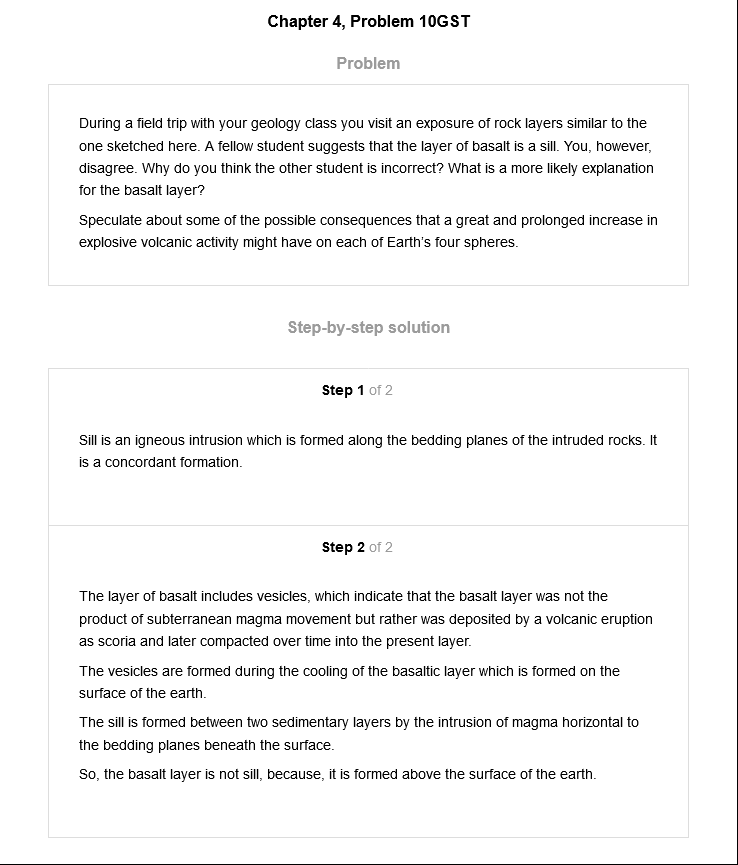 Chapter 4, Problem 10GST
Problem
During a field trip with your geology class you visit an exposure of rock layers similar to the
one sketched here. A fellow student suggests that the layer of basalt is a sill. You, however,
disagree. Why do you think the other student is incorrect? What is a more likely explanation
for the basalt layer?
Speculate about some of the possible consequences that a great and prolonged increase in
explosive volcanic activity might have on each of Earth's four spheres.
Step-by-step solution
Step 1 of 2
Sill is an igneous intrusion which is formed along the bedding planes of the intruded rocks. It
is a concordant formation.
Step 2 of 2
The layer of basalt includes vesicles, which indicate that the basalt layer was not the
product of subterranean magma movement but rather was deposited by a volcanic eruption
as scoria and later compacted over time into the present layer.
The vesicles are formed during the cooling of the basaltic layer which is formed on the
surface of the earth.
The sill is formed between two sedimentary layers by the intrusion of magma horizontal to
the bedding planes beneath the surface.
So, the basalt layer is not sill, because, it is formed above the surface of the earth.